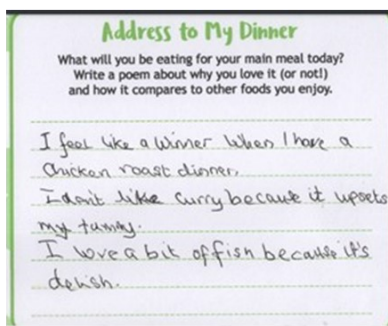 Address to My Dinner
What will you be eating for your main meal today?
Write a poem about why you love it (or not!)
and how it compares to other foods you enjoy.
I feel like a winner when I have a
chicken roast dinner.
I don't like curry because it upsets
my tummy.
I love a bit of fish because it's
delish.